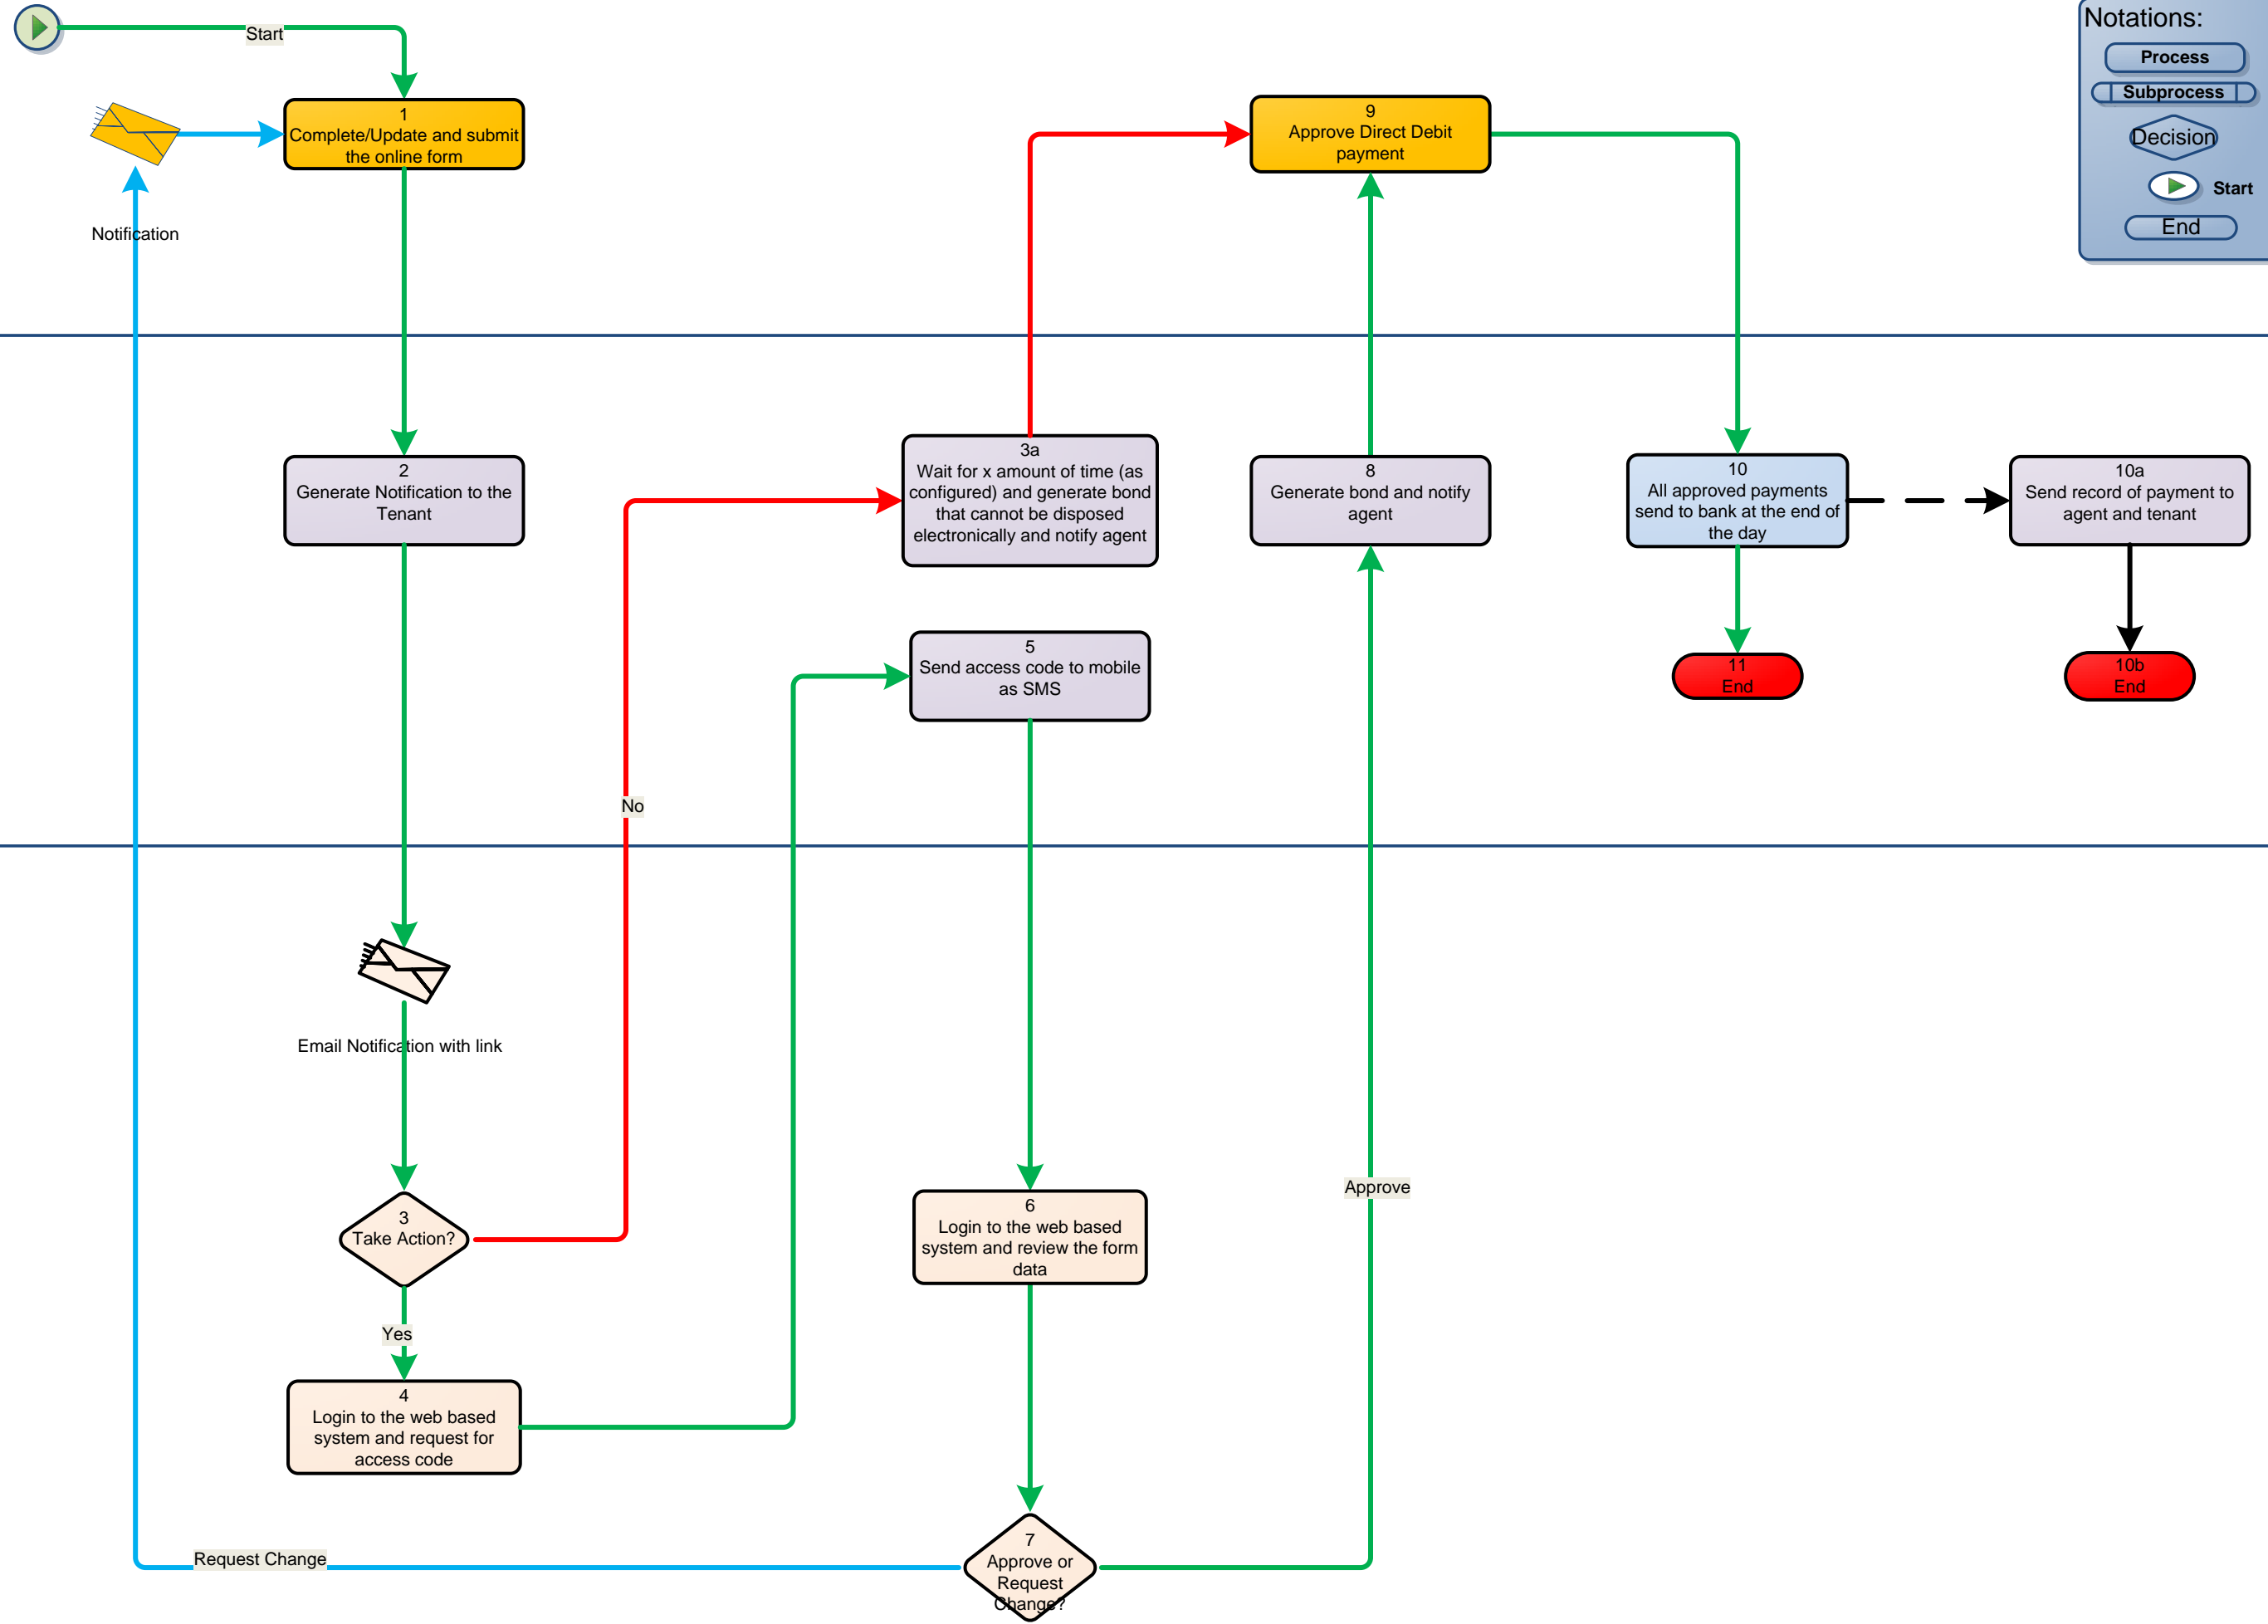 Start
Notations:
Process
Subprocess
Decision
Start
End
1
Complete/Update and submit
the online form
9
Approve Direct Debit
payment
Notification
2
Generate Notification to the
Tenant
3a
Wait for x amount of time (as
configured) and generate bond
that cannot be disposed
electronically and notify agent
8
Generate bond and notify
agent
10
All approved payments
send to bank at the end of
the day
10a
Send record of payment to
agent and tenant
5
Send access code to mobile
as SMS
11
End
10b
End
No
Email Notification with link
3
Take Action?
6
Login to the web based
system and review the form
data
Approve
Yes
4
Login to the web based
system and request for
access code
Request Change
7
Approve or
Request
Change?